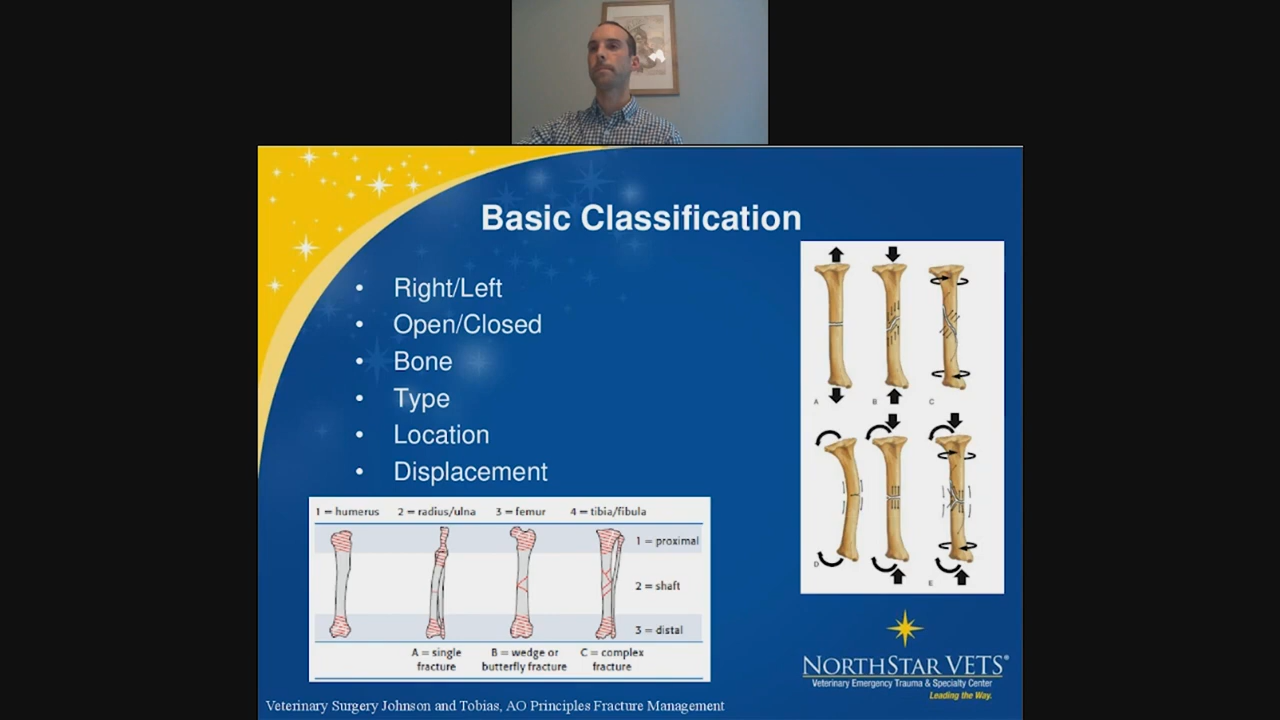 Basic Classification
• Right/Left
• Open/Closed
• Bone
• Type
• Location
• Displacement
A B C
D E
1 = humerus 2 = radius/ulna 3 = femur 4 = tibia/fibula
1 = proximal
2 = shaft
3 = distal
A = single fracture
B = wedge or butterfly fracture
C = complex fracture
NORTHSTAR VETS®
Veterinary Emergency Trauma & Specialty Center
Leading the Way.
Veterinary Surgery Johnson and Tobias, AO Principles Fracture Management